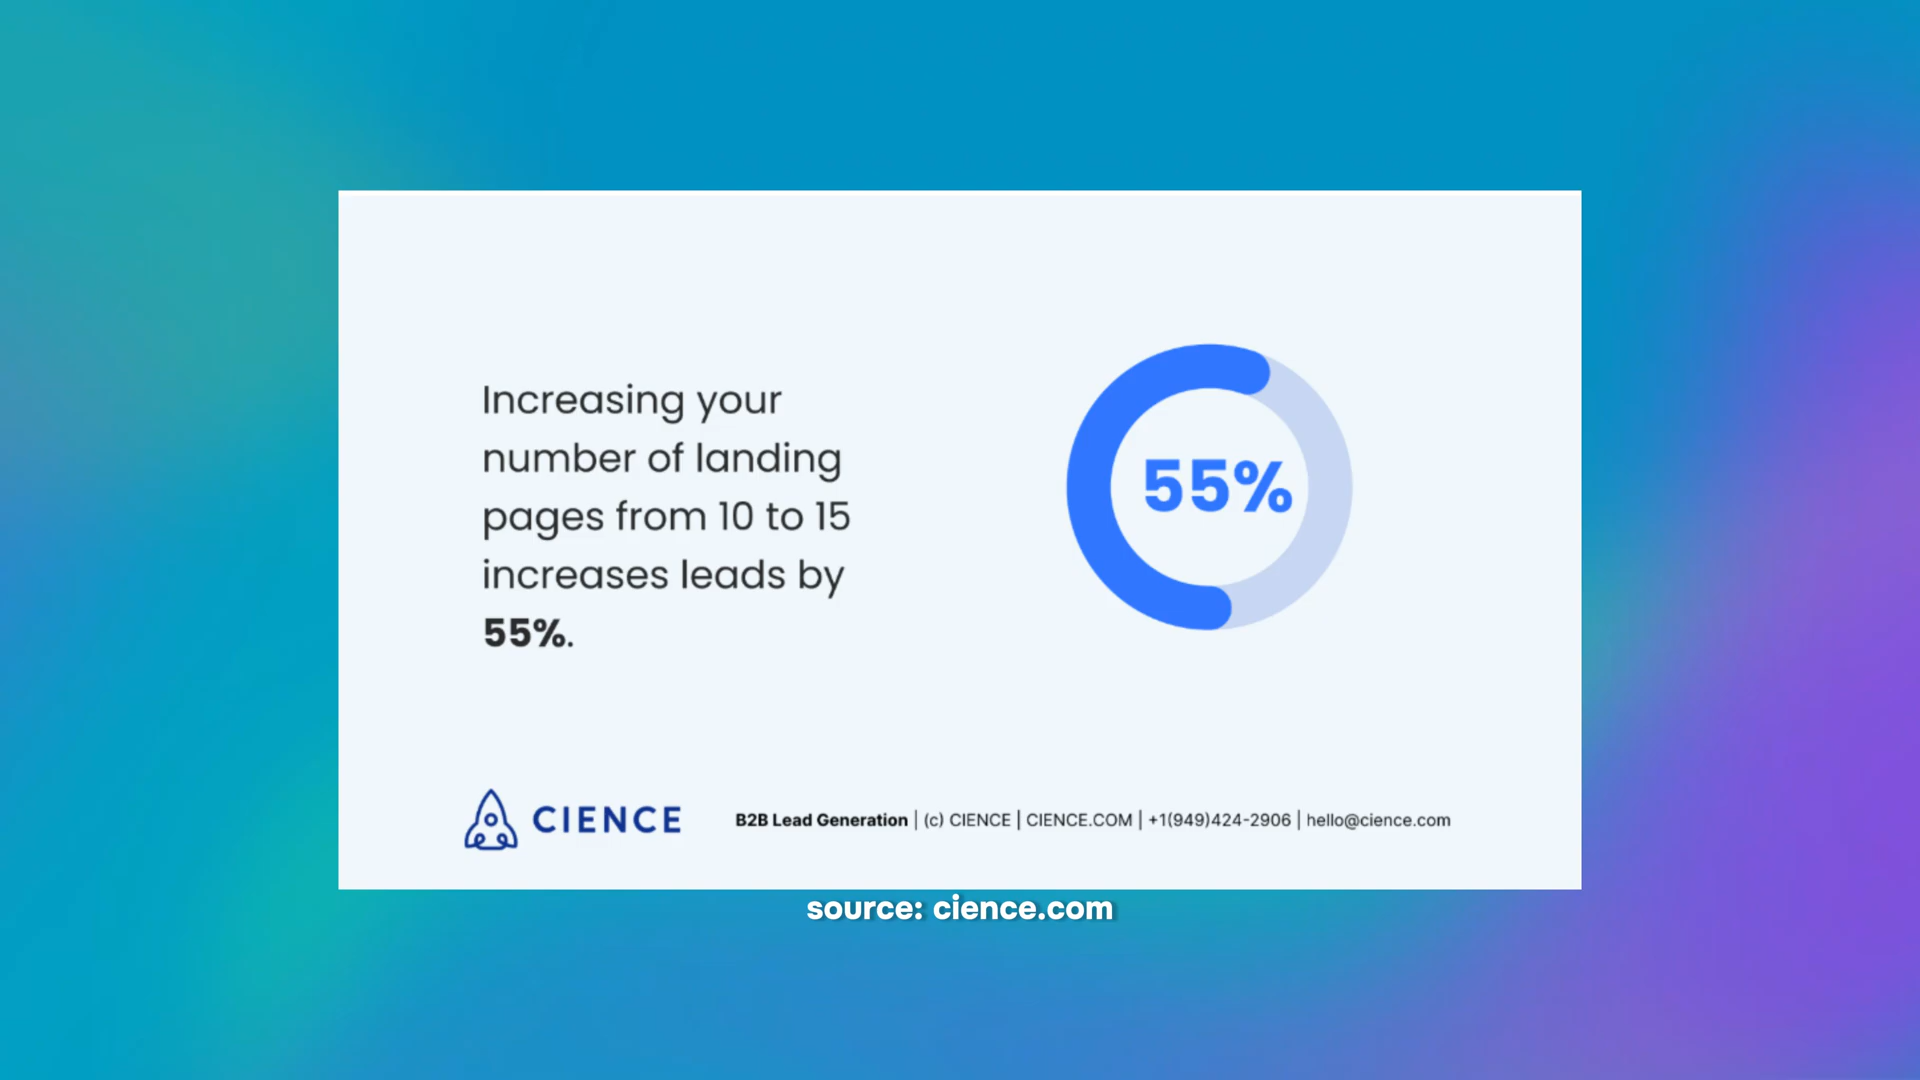 Increasing your
number of landing
pages from 10 to 15
increases leads by
55%.
55%
CIENCE
B2B Lead Generation | (c) CIENCE | CIENCE.COM | +1(949)424-2906 | hello@cience.com
source: cience.com